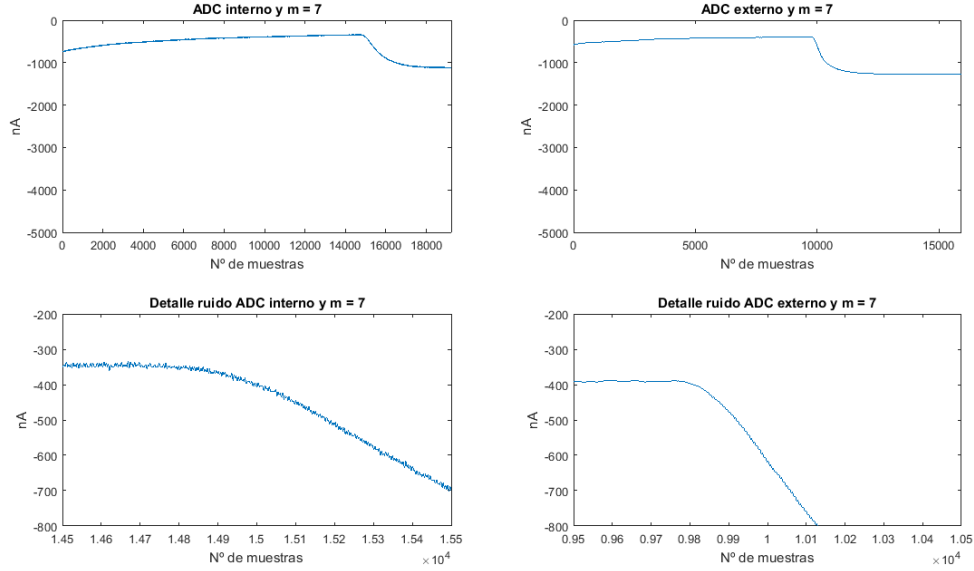 ADC interno y m = 7
0
-1000
-2000
-3000
-4000
-5000
nA
0 2000 4000 6000 8000 10000 12000 14000 16000 18000
Nº de muestras
ADC externo y m = 7
0
-1000
-2000
-3000
-4000
-5000
nA
0 5000 10000 15000
Nº de muestras
Detalle ruido ADC interno y m = 7
-200
-300
-400
-500
-600
-700
-800
nA
1.45 1.46 1.47 1.48 1.49 1.5 1.51 1.52 1.53 1.54 1.55
Nº de muestras
×10⁴
Detalle ruido ADC externo y m = 7
-200
-300
-400
-500
-600
-700
-800
nA
0.95 0.96 0.97 0.98 0.99 1 1.01 1.02 1.03 1.04 1.05
Nº de muestras
×10⁴